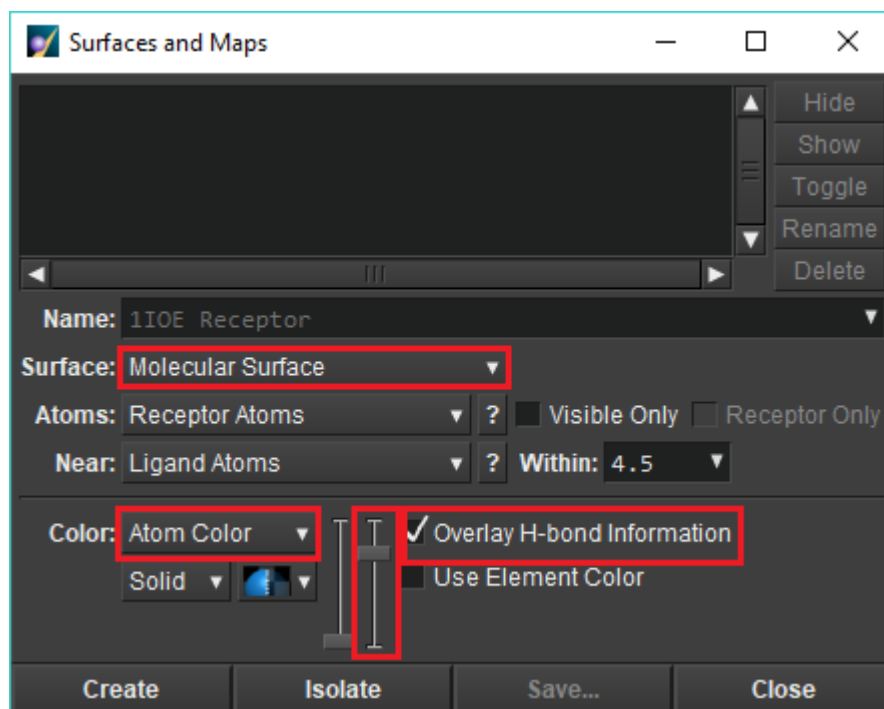 Surfaces and Maps
Hide
Show
Toggle
Rename
Delete
Name: 1IOE Receptor
Surface: Molecular Surface
Atoms: Receptor Atoms ? Visible Only Receptor Only
Near: Ligand Atoms ? Within: 4.5
Color: Atom Color Overlay H-bond Information
Solid Use Element Color
Create Isolate Save... Close